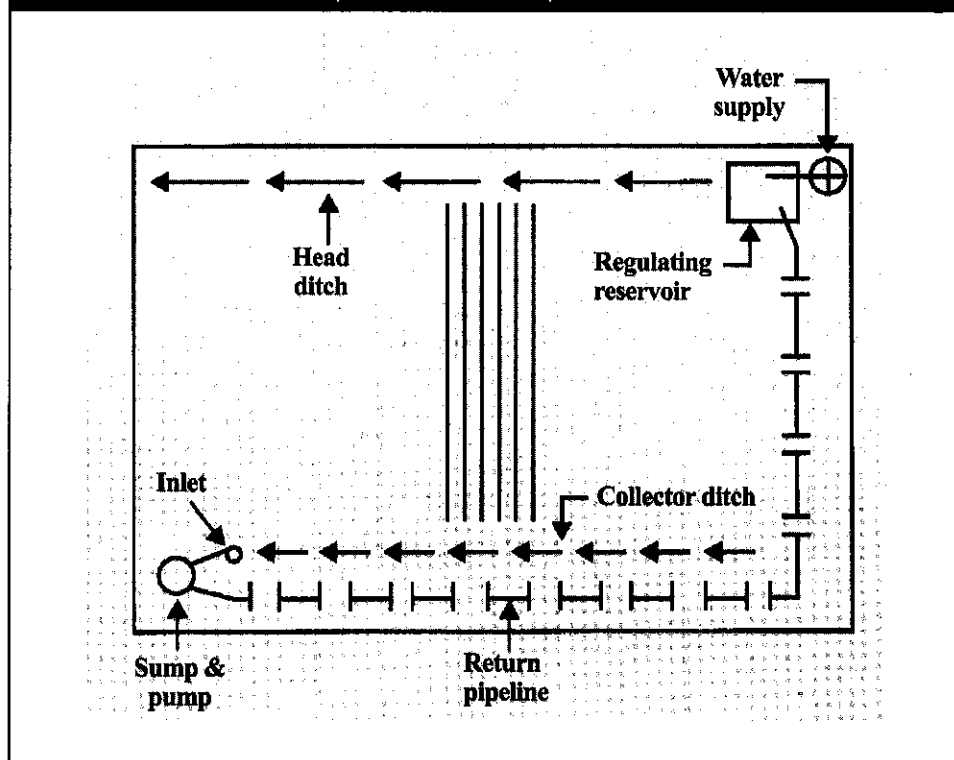 Water
supply
Head
ditch
Regulating
reservoir
Inlet
Collector ditch
Sump &
pump
Return
pipeline